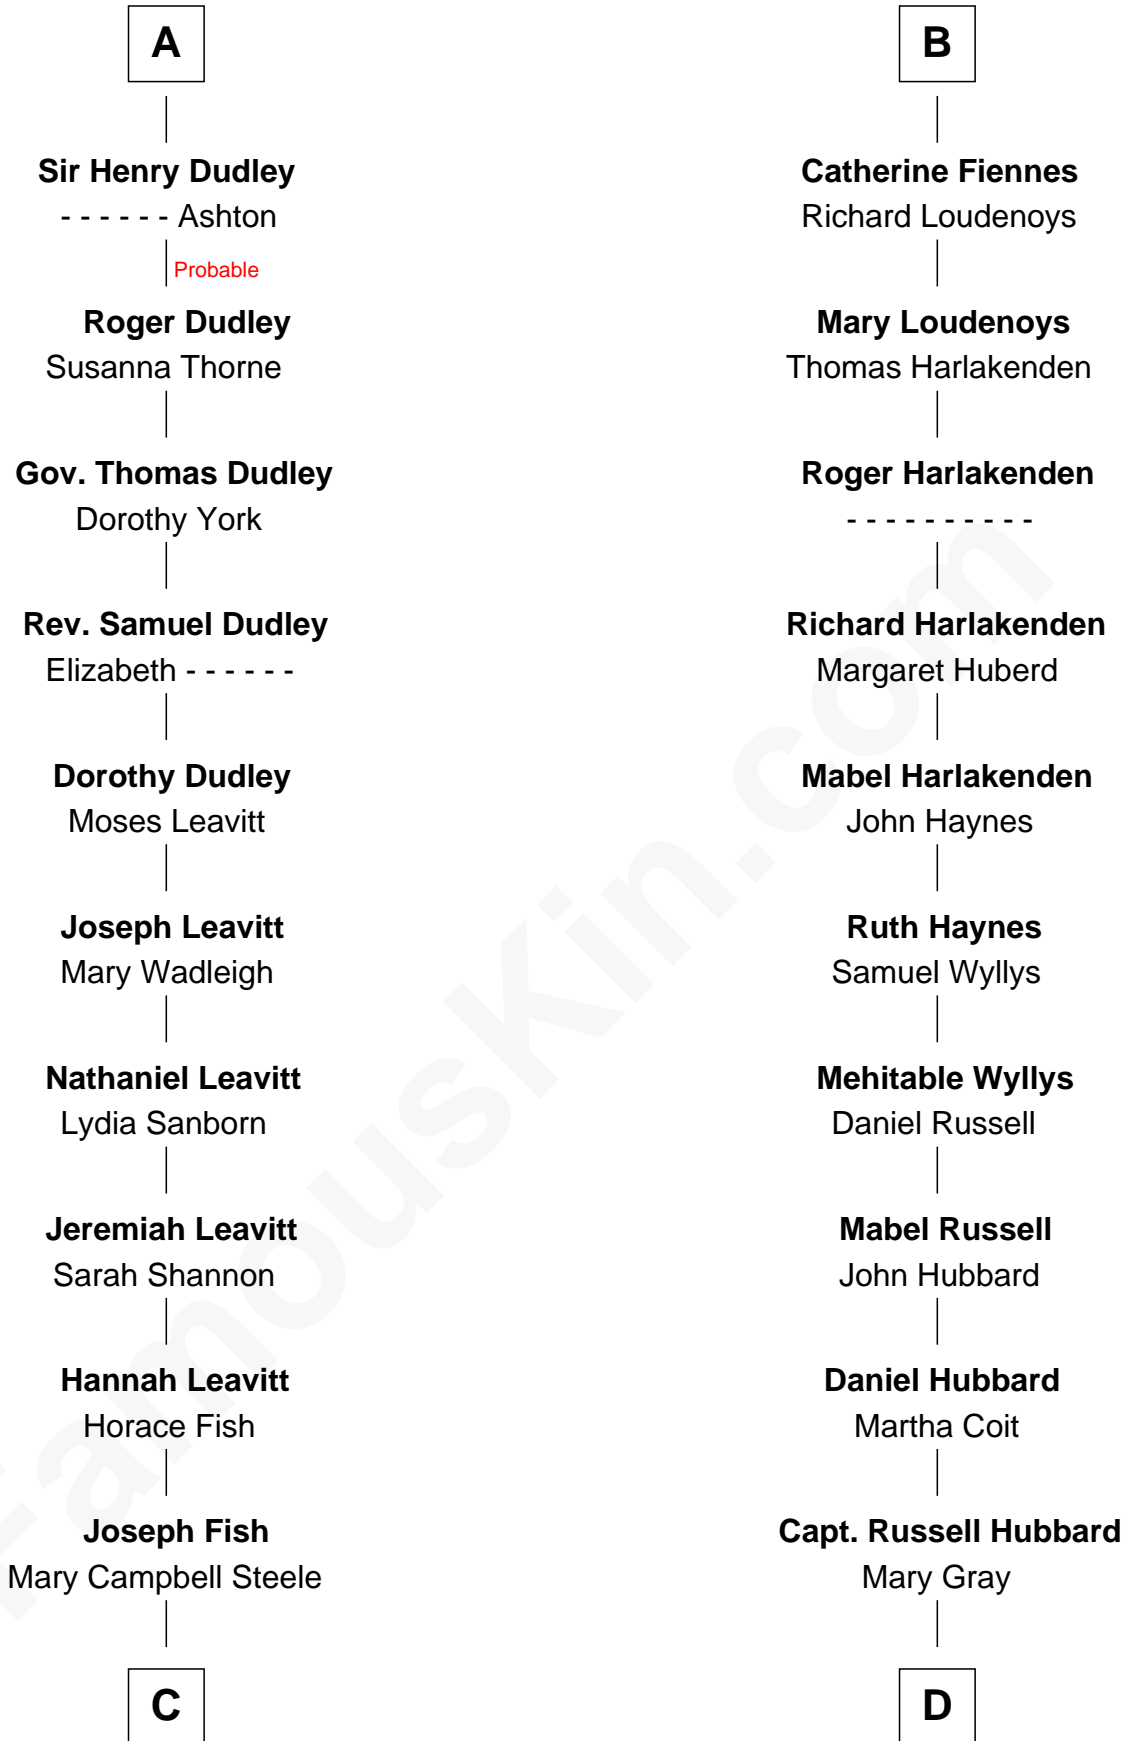 A
Sir Henry Dudley
- - - - - - Ashton
Probable
Roger Dudley
Susanna Thorne
Gov. Thomas Dudley
Dorothy York
Rev. Samuel Dudley
Elizabeth - - - - - -
Dorothy Dudley
Moses Leavitt
Joseph Leavitt
Mary Wadleigh
Nathaniel Leavitt
Lydia Sanborn
Jeremiah Leavitt
Sarah Shannon
Hannah Leavitt
Horace Fish
Joseph Fish
Mary Campbell Steele
C
B
Catherine Fiennes
Richard Loudenoys
Mary Loudenoys
Thomas Harlakenden
Roger Harlakenden
- - - - - - - - - -
Richard Harlakenden
Margaret Huberd
Mabel Harlakenden
John Haynes
Ruth Haynes
Samuel Wyllys
Mehitable Wyllys
Daniel Russell
Mabel Russell
John Hubbard
Daniel Hubbard
Martha Coit
Capt. Russell Hubbard
Mary Gray
D
FamousKin.com